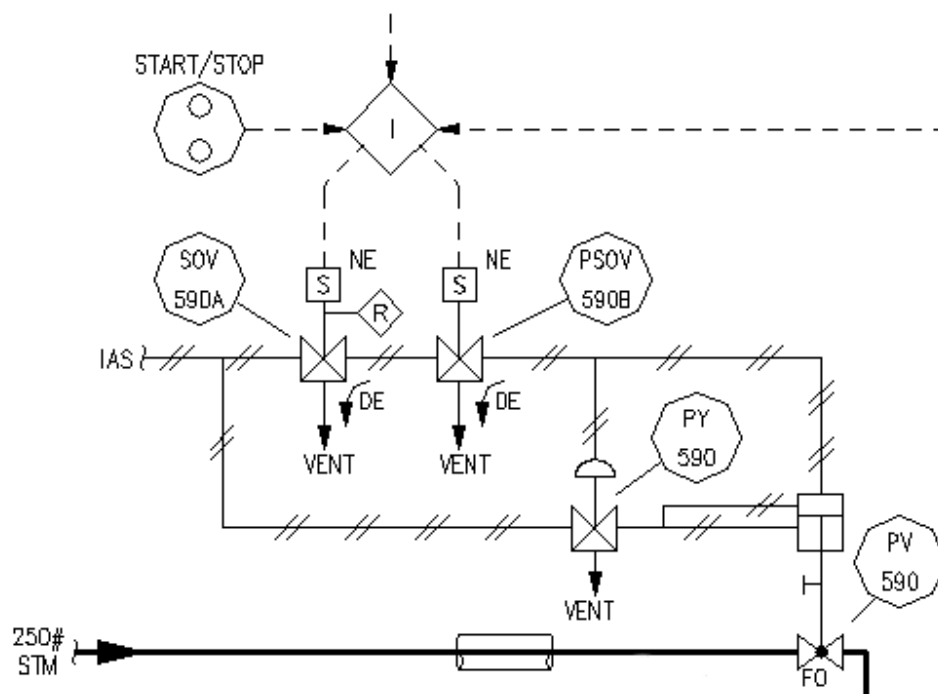 START/STOP
I
SOV
590A
NE
S
R
NE
S
PSOV
590B
IAS
DE
VENT
DE
VENT
PY
590
VENT
PV
590
250#
STM
FO